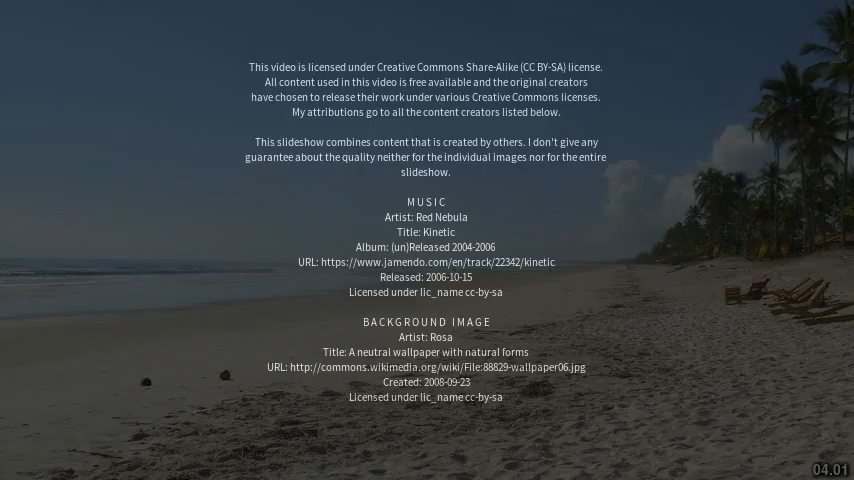 This video is licensed under Creative Commons Share-Alike (CC BY-SA) license.
All content used in this video is free available and the original creators
have chosen to release their work under various Creative Commons licenses.
My attributions go to all the content creators listed below.
This slideshow combines content that is created by others. I don't give any
guarantee about the quality neither for the individual images nor for the entire
slideshow.
MUSIC
Artist: Red Nebula
Title: Kinetic
Album: (un)Released 2004-2006
URL: https://www.jamendo.com/en/track/22342/kinetic
Released: 2006-10-15
Licensed under lic_name cc-by-sa
BACKGROUND IMAGE
Artist: Rosa
Title: A neutral wallpaper with natural forms
URL: http://commons.wikimedia.org/wiki/File:88829-wallpaper06.jpg
Created: 2008-09-23
Licensed under lic_name cc-by-sa
04.01